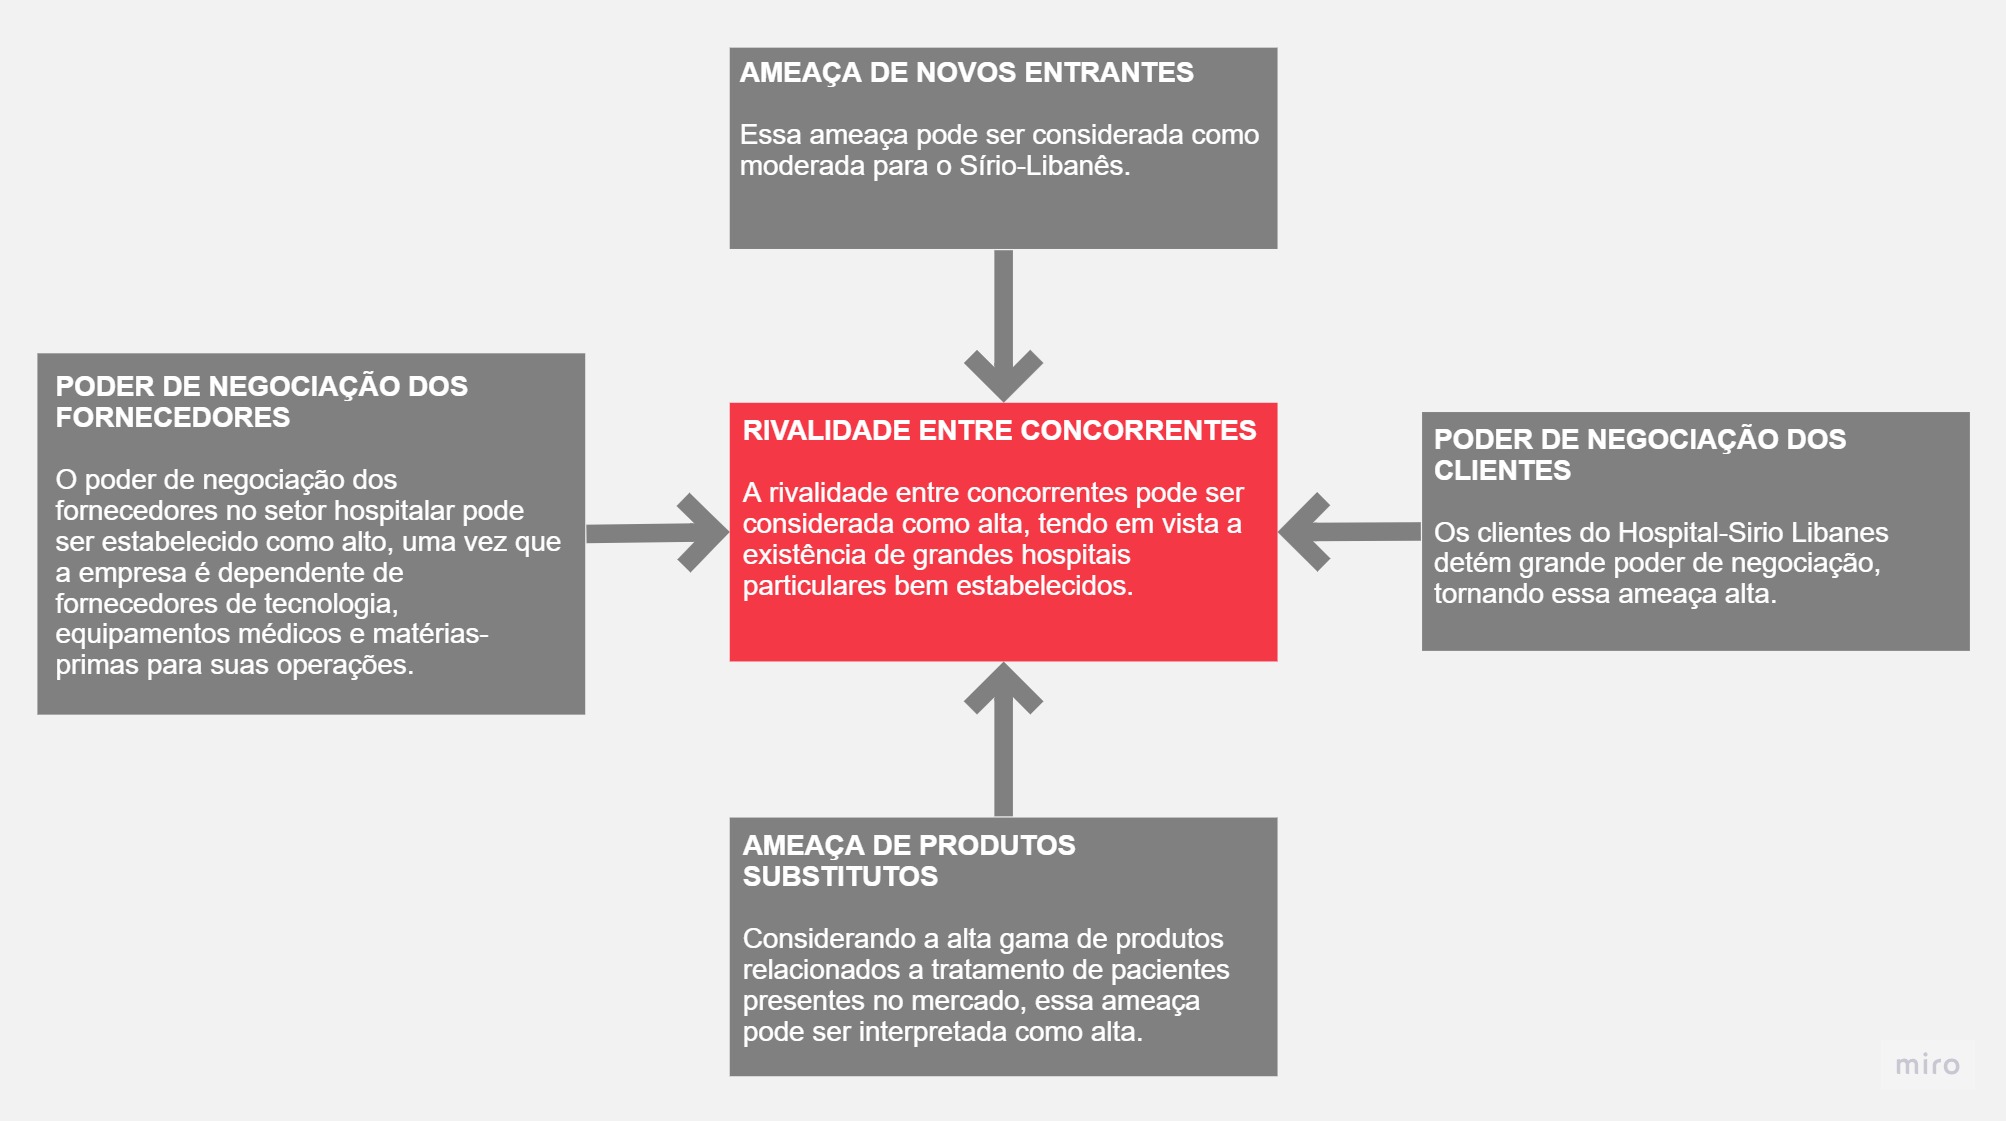 AMEAÇA DE NOVOS ENTRANTES
Essa ameaça pode ser considerada como
moderada para o Sírio-Libanês.
PODER DE NEGOCIAÇÃO DOS
FORNECEDORES
O poder de negociação dos
fornecedores no setor hospitalar pode
ser estabelecido como alto, uma vez que
a empresa é dependente de
fornecedores de tecnologia,
equipamentos médicos e matérias-
primas para suas operações.
RIVALIDADE ENTRE CONCORRENTES
A rivalidade entre concorrentes pode ser
considerada como alta, tendo em vista a
existência de grandes hospitais
particulares bem estabelecidos.
PODER DE NEGOCIAÇÃO DOS
CLIENTES
Os clientes do Hospital-Sirio Libanes
detém grande poder de negociação,
tornando essa ameaça alta.
AMEAÇA DE PRODUTOS
SUBSTITUTOS
Considerando a alta gama de produtos
relacionados a tratamento de pacientes
presentes no mercado, essa ameaça
pode ser interpretada como alta.
miro